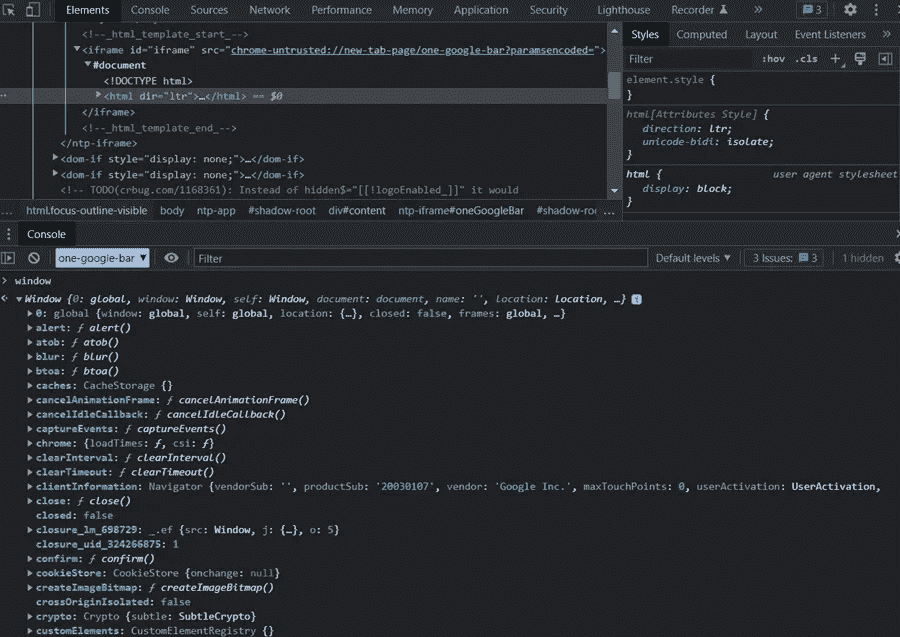 Elements Console Sources Network Performance Memory Application Security Lighthouse Recorder » 3
<!--_html_template_start_-->
▼<iframe id="iframe" src="chrome-untrusted://new-tab-page/one-google-bar?paramsencoded=">
▼#document
<!DOCTYPE html>
… ▶<html dir="ltr">…</html> == $0
</iframe>
<!--_html_template_end_-->
</ntp-iframe>
▶<dom-if style="display: none;">…</dom-if>
▶<dom-if style="display: none;">…</dom-if>
<!-- TODO(crbug.com/1168361): Instead of hidden$="[[!logoEnabled_]]" it would
… html.focus-outline-visible body ntp-app #shadow-root div#content ntp-iframe#oneGoogleBar #shadow-roo …
Styles Computed Layout Event Listeners »
Filter :hov .cls +
element.style {
}
html[Attributes Style] {
direction: ltr;
unicode-bidi: isolate;
}
html { user agent stylesheet
display: block;
}
Console
one-google-bar ▼ Filter Default levels ▼ 3 Issues: 3 1 hidden
> window
▼Window {0: global, window: Window, self: Window, document: document, name: '', location: Location, …} i
▶0: global {window: global, self: global, location: {…}, closed: false, frames: global, …}
▶alert: ƒ alert()
▶atob: ƒ atob()
▶blur: ƒ blur()
▶btoa: ƒ btoa()
▶caches: CacheStorage {}
▶cancelAnimationFrame: ƒ cancelAnimationFrame()
▶cancelIdleCallback: ƒ cancelIdleCallback()
▶captureEvents: ƒ captureEvents()
▶chrome: {loadTimes: ƒ, csi: ƒ}
▶clearInterval: ƒ clearInterval()
▶clearTimeout: ƒ clearTimeout()
▶clientInformation: Navigator {vendorSub: '', productSub: '20030107', vendor: 'Google Inc.', maxTouchPoints: 0, userActivation: UserActivation,
▶close: ƒ close()
closed: false
▶closure_lm_698729: _.ef {src: Window, j: {…}, o: 5}
closure_uid_324266875: 1
▶confirm: ƒ confirm()
▶cookieStore: CookieStore {onchange: null}
▶createImageBitmap: ƒ createImageBitmap()
crossOriginIsolated: false
▶crypto: Crypto {subtle: SubtleCrypto}
▶customElements: CustomElementRegistry {}